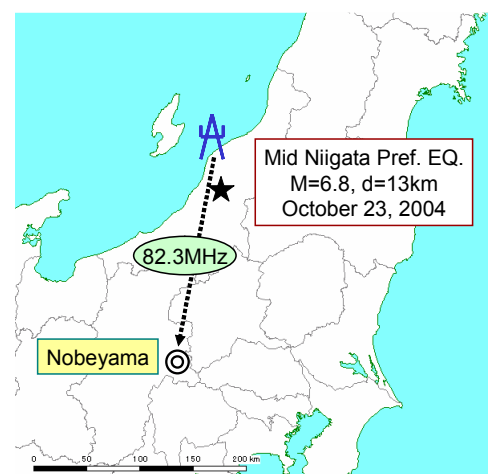 Mid Niigata Pref. EQ.
M=6.8, d=13km
October 23, 2004
82.3MHz
Nobeyama
0 50 100 150 200 km